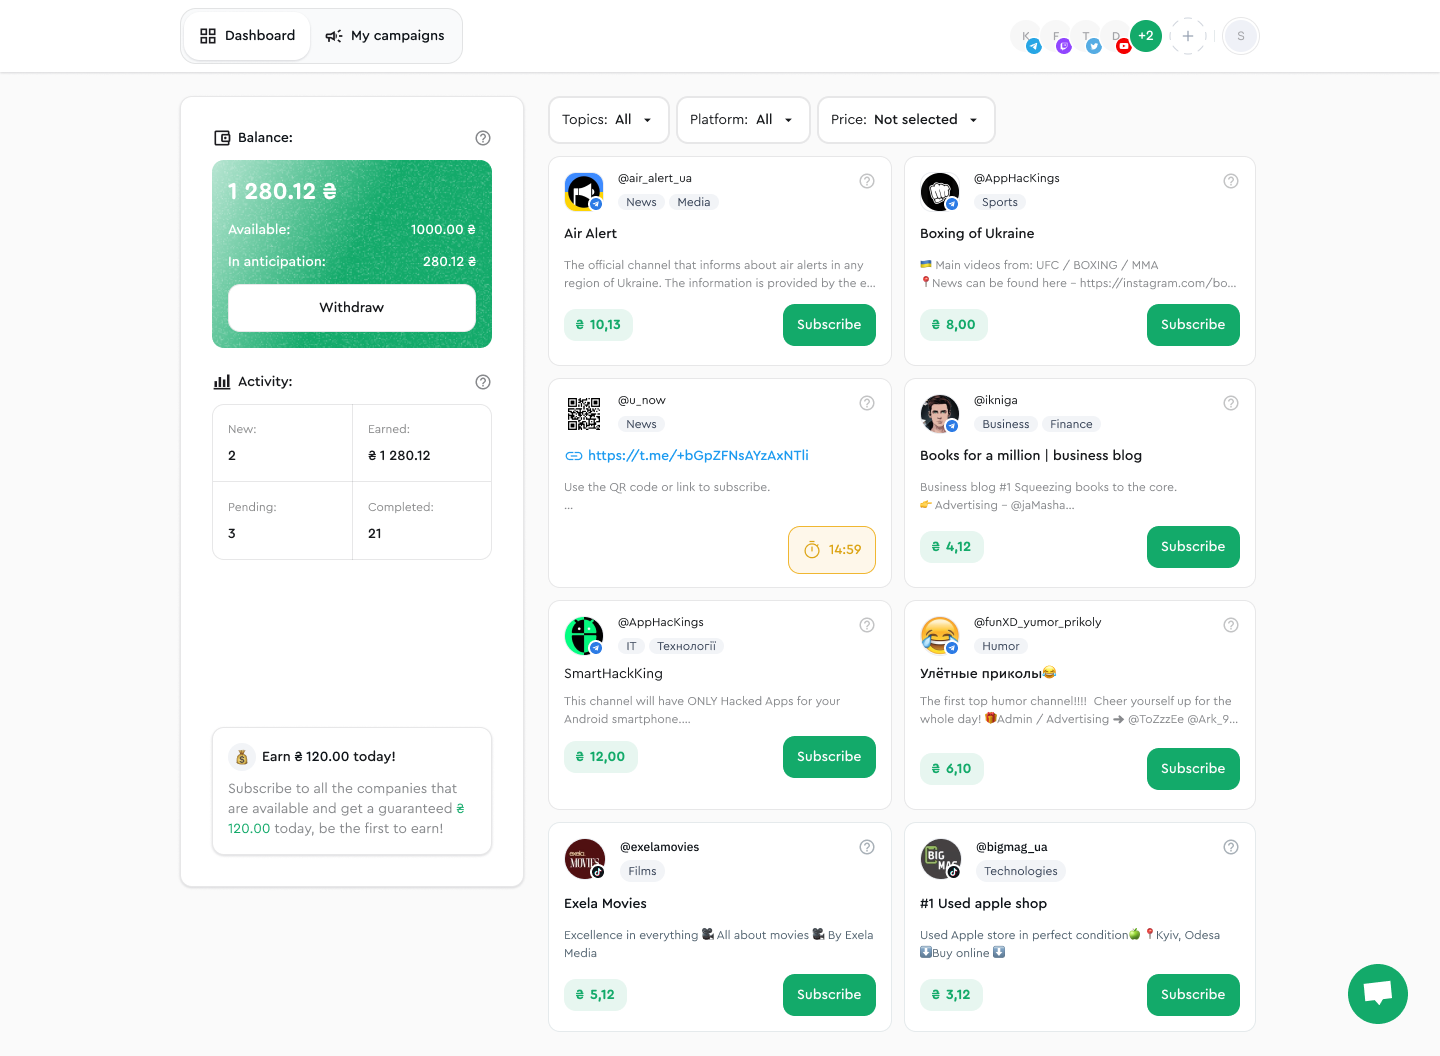 Dashboard
My campaigns
K
F
T
D
+2
S
Balance:
1 280.12 ₴
Available:
1000.00 ₴
In anticipation:
280.12 ₴
Withdraw
Activity:
New:
2
Earned:
₴ 1 280.12
Pending:
3
Completed:
21
Earn ₴ 120.00 today!
Subscribe to all the companies that
are available and get a guaranteed ₴
120.00 today, be the first to earn!
Topics: All
Platform: All
Price: Not selected
@air_alert_ua
News
Media
Air Alert
The official channel that informs about air alerts in any
region of Ukraine. The information is provided by the e...
₴ 10,13
Subscribe
@AppHacKings
Sports
Boxing of Ukraine
🇺🇦 Main videos from: UFC / BOXING / MMA
📍News can be found here – https://instagram.com/bo...
₴ 8,00
Subscribe
@u_now
News
https://t.me/+bGpZFNsAYzAxNTli
Use the QR code or link to subscribe.
...
14:59
@ikniga
Business
Finance
Books for a million | business blog
Business blog #1 Squeezing books to the core.
👉 Advertising – @jaMasha...
₴ 4,12
Subscribe
@AppHacKings
IT
Технології
SmartHackKing
This channel will have ONLY Hacked Apps for your
Android smartphone....
₴ 12,00
Subscribe
@funXD_yumor_prikoly
Humor
Улётные приколы😂
The first top humor channel!!!!  Cheer yourself up for the
whole day! 🎁Admin / Advertising ➔ @ToZzzEe @Ark_9...
₴ 6,10
Subscribe
exela
MOVIES
@exelamovies
Films
Exela Movies
Excellence in everything 🎥 All about movies 🎥 By Exela
Media
₴ 5,12
Subscribe
BIG
MAG
@bigmag_ua
Technologies
#1 Used apple shop
Used Apple store in perfect condition🍏 📍Kyiv, Odesa
⬇️Buy online ⬇️
₴ 3,12
Subscribe